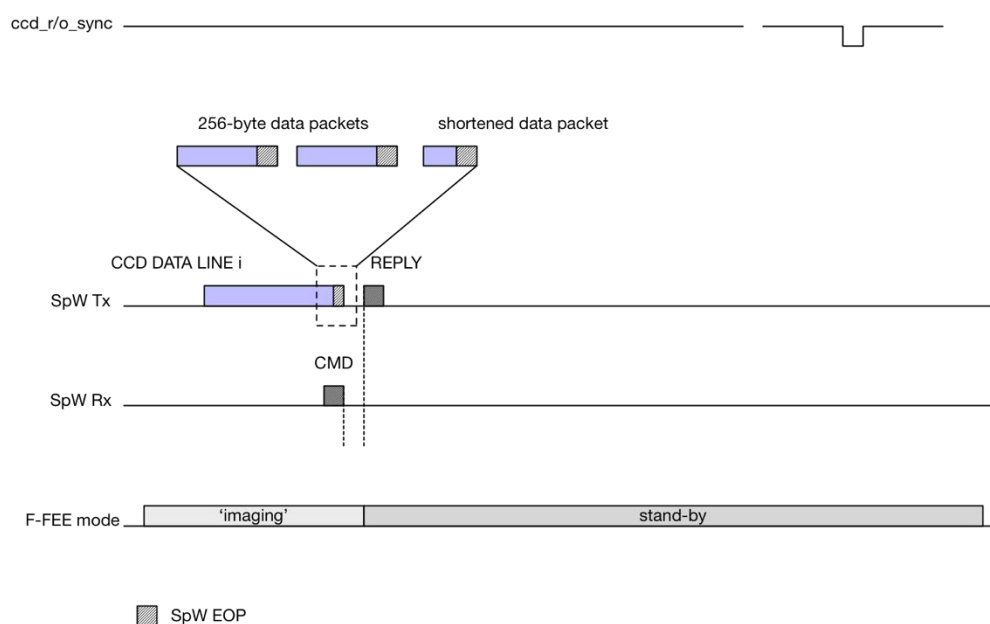 ccd_r/o_sync
256-byte data packets
shortened data packet
CCD DATA LINE i
REPLY
SpW Tx
CMD
SpW Rx
F-FEE mode
‘imaging’
stand-by
SpW EOP